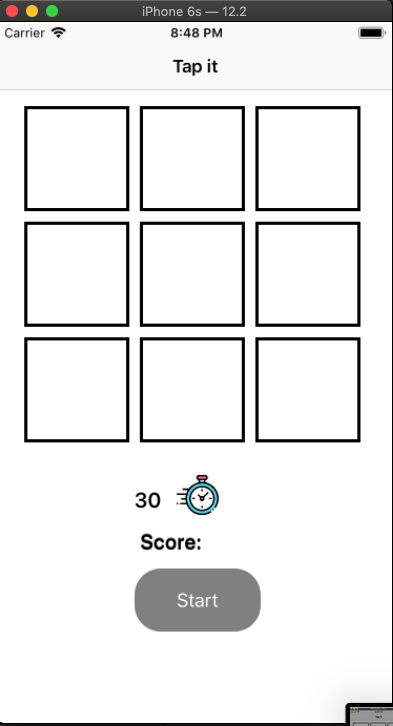 iPhone 6s — 12.2
Carrier 8:48 PM
Tap it
30
Score:
Start